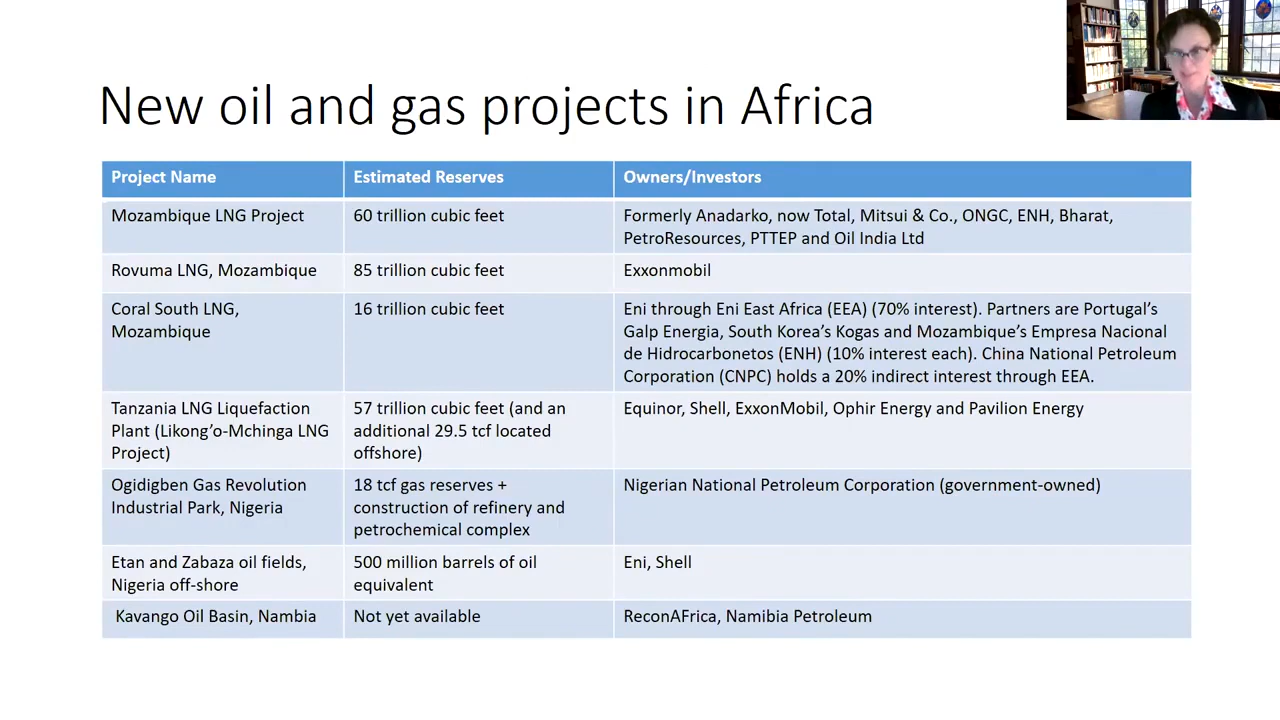 New oil and gas projects in Africa
Project Name
Estimated Reserves
Owners/Investors
Mozambique LNG Project
60 trillion cubic feet
Formerly Anadarko, now Total, Mitsui & Co., ONGC, ENH, Bharat,
PetroResources, PTTEP and Oil India Ltd
Rovuma LNG, Mozambique
85 trillion cubic feet
Exxonmobil
Coral South LNG,
Mozambique
16 trillion cubic feet
Eni through Eni East Africa (EEA) (70% interest). Partners are Portugal's
Galp Energia, South Korea's Kogas and Mozambique's Empresa Nacional
de Hidrocarbonetos (ENH) (10% interest each). China National Petroleum
Corporation (CNPC) holds a 20% indirect interest through EEA.
Tanzania LNG Liquefaction
Plant (Likong'o-Mchinga LNG
Project)
57 trillion cubic feet (and an
additional 29.5 tcf located
offshore)
Equinor, Shell, ExxonMobil, Ophir Energy and Pavilion Energy
Ogidigben Gas Revolution
Industrial Park, Nigeria
18 tcf gas reserves +
construction of refinery and
petrochemical complex
Nigerian National Petroleum Corporation (government-owned)
Etan and Zabaza oil fields,
Nigeria off-shore
500 million barrels of oil
equivalent
Eni, Shell
Kavango Oil Basin, Nambia
Not yet available
ReconAFrica, Namibia Petroleum